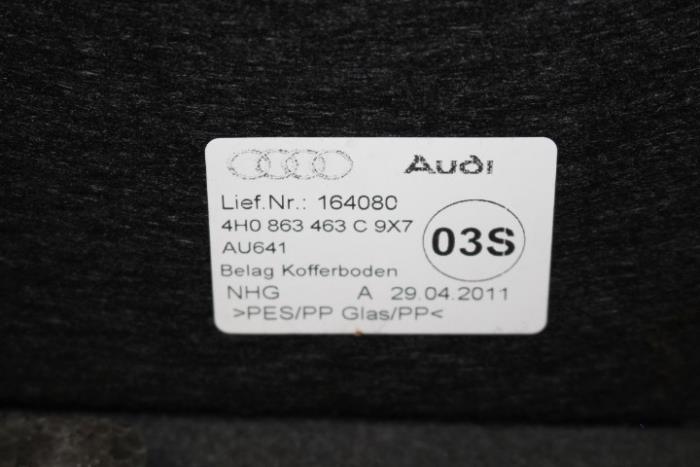 Audi
Lief.Nr.: 164080
4H0 863 463 C 9X7
AU641
03S
Belag Kofferboden
NHG A 29.04.2011
>PES/PP Glas/PP<